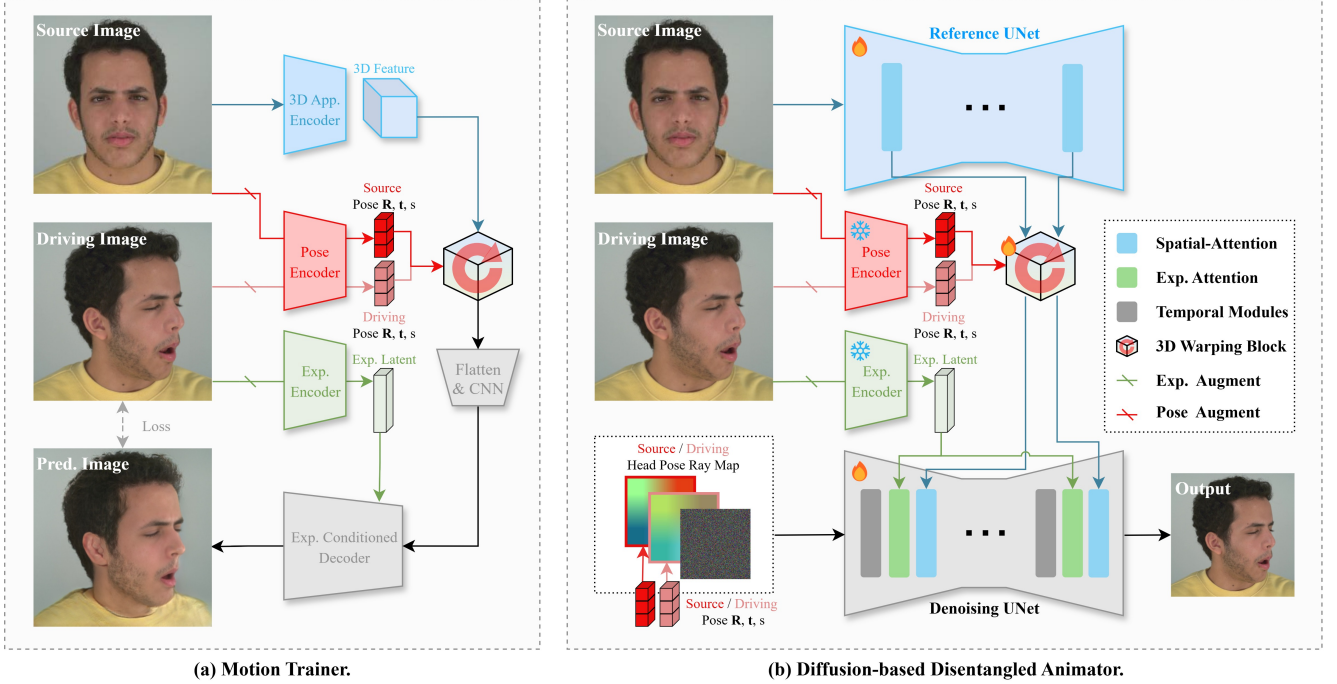 Source Image
3D Feature
3D App.
Encoder
Source
Pose R, t, s
Driving Image
Pose
Encoder
Driving
Pose R, t, s
Exp. Latent
Exp.
Encoder
Flatten
& CNN
Loss
Pred. Image
Exp. Conditioned
Decoder
(a) Motion Trainer.
Source Image
Reference UNet
Source
Pose R, t, s
Driving Image
Pose
Encoder
Driving
Pose R, t, s
Exp. Latent
Exp.
Encoder
Spatial-Attention
Exp. Attention
Temporal Modules
3D Warping Block
Exp. Augment
Pose Augment
Source / Driving
Head Pose Ray Map
Source / Driving
Pose R, t, s
Denoising UNet
Output
(b) Diffusion-based Disentangled Animator.